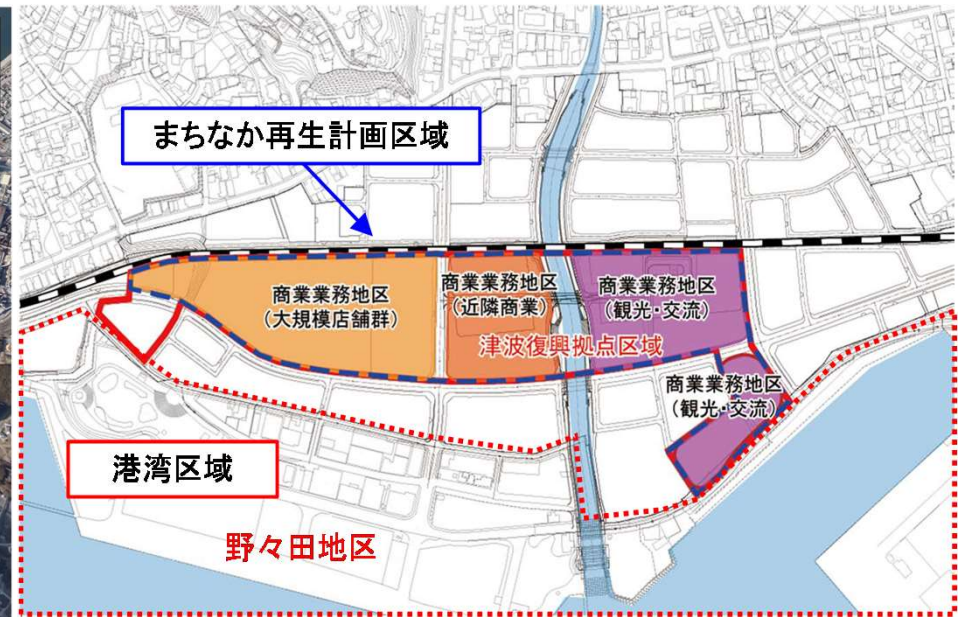 まちなか再生計画区域
商業業務地区
(大規模店舗群)
商業業務地区
(近隣商業)
商業業務地区
(観光・交流)
津波復興拠点区域
商業業務地区
(観光・交流)
港湾区域
野々田地区